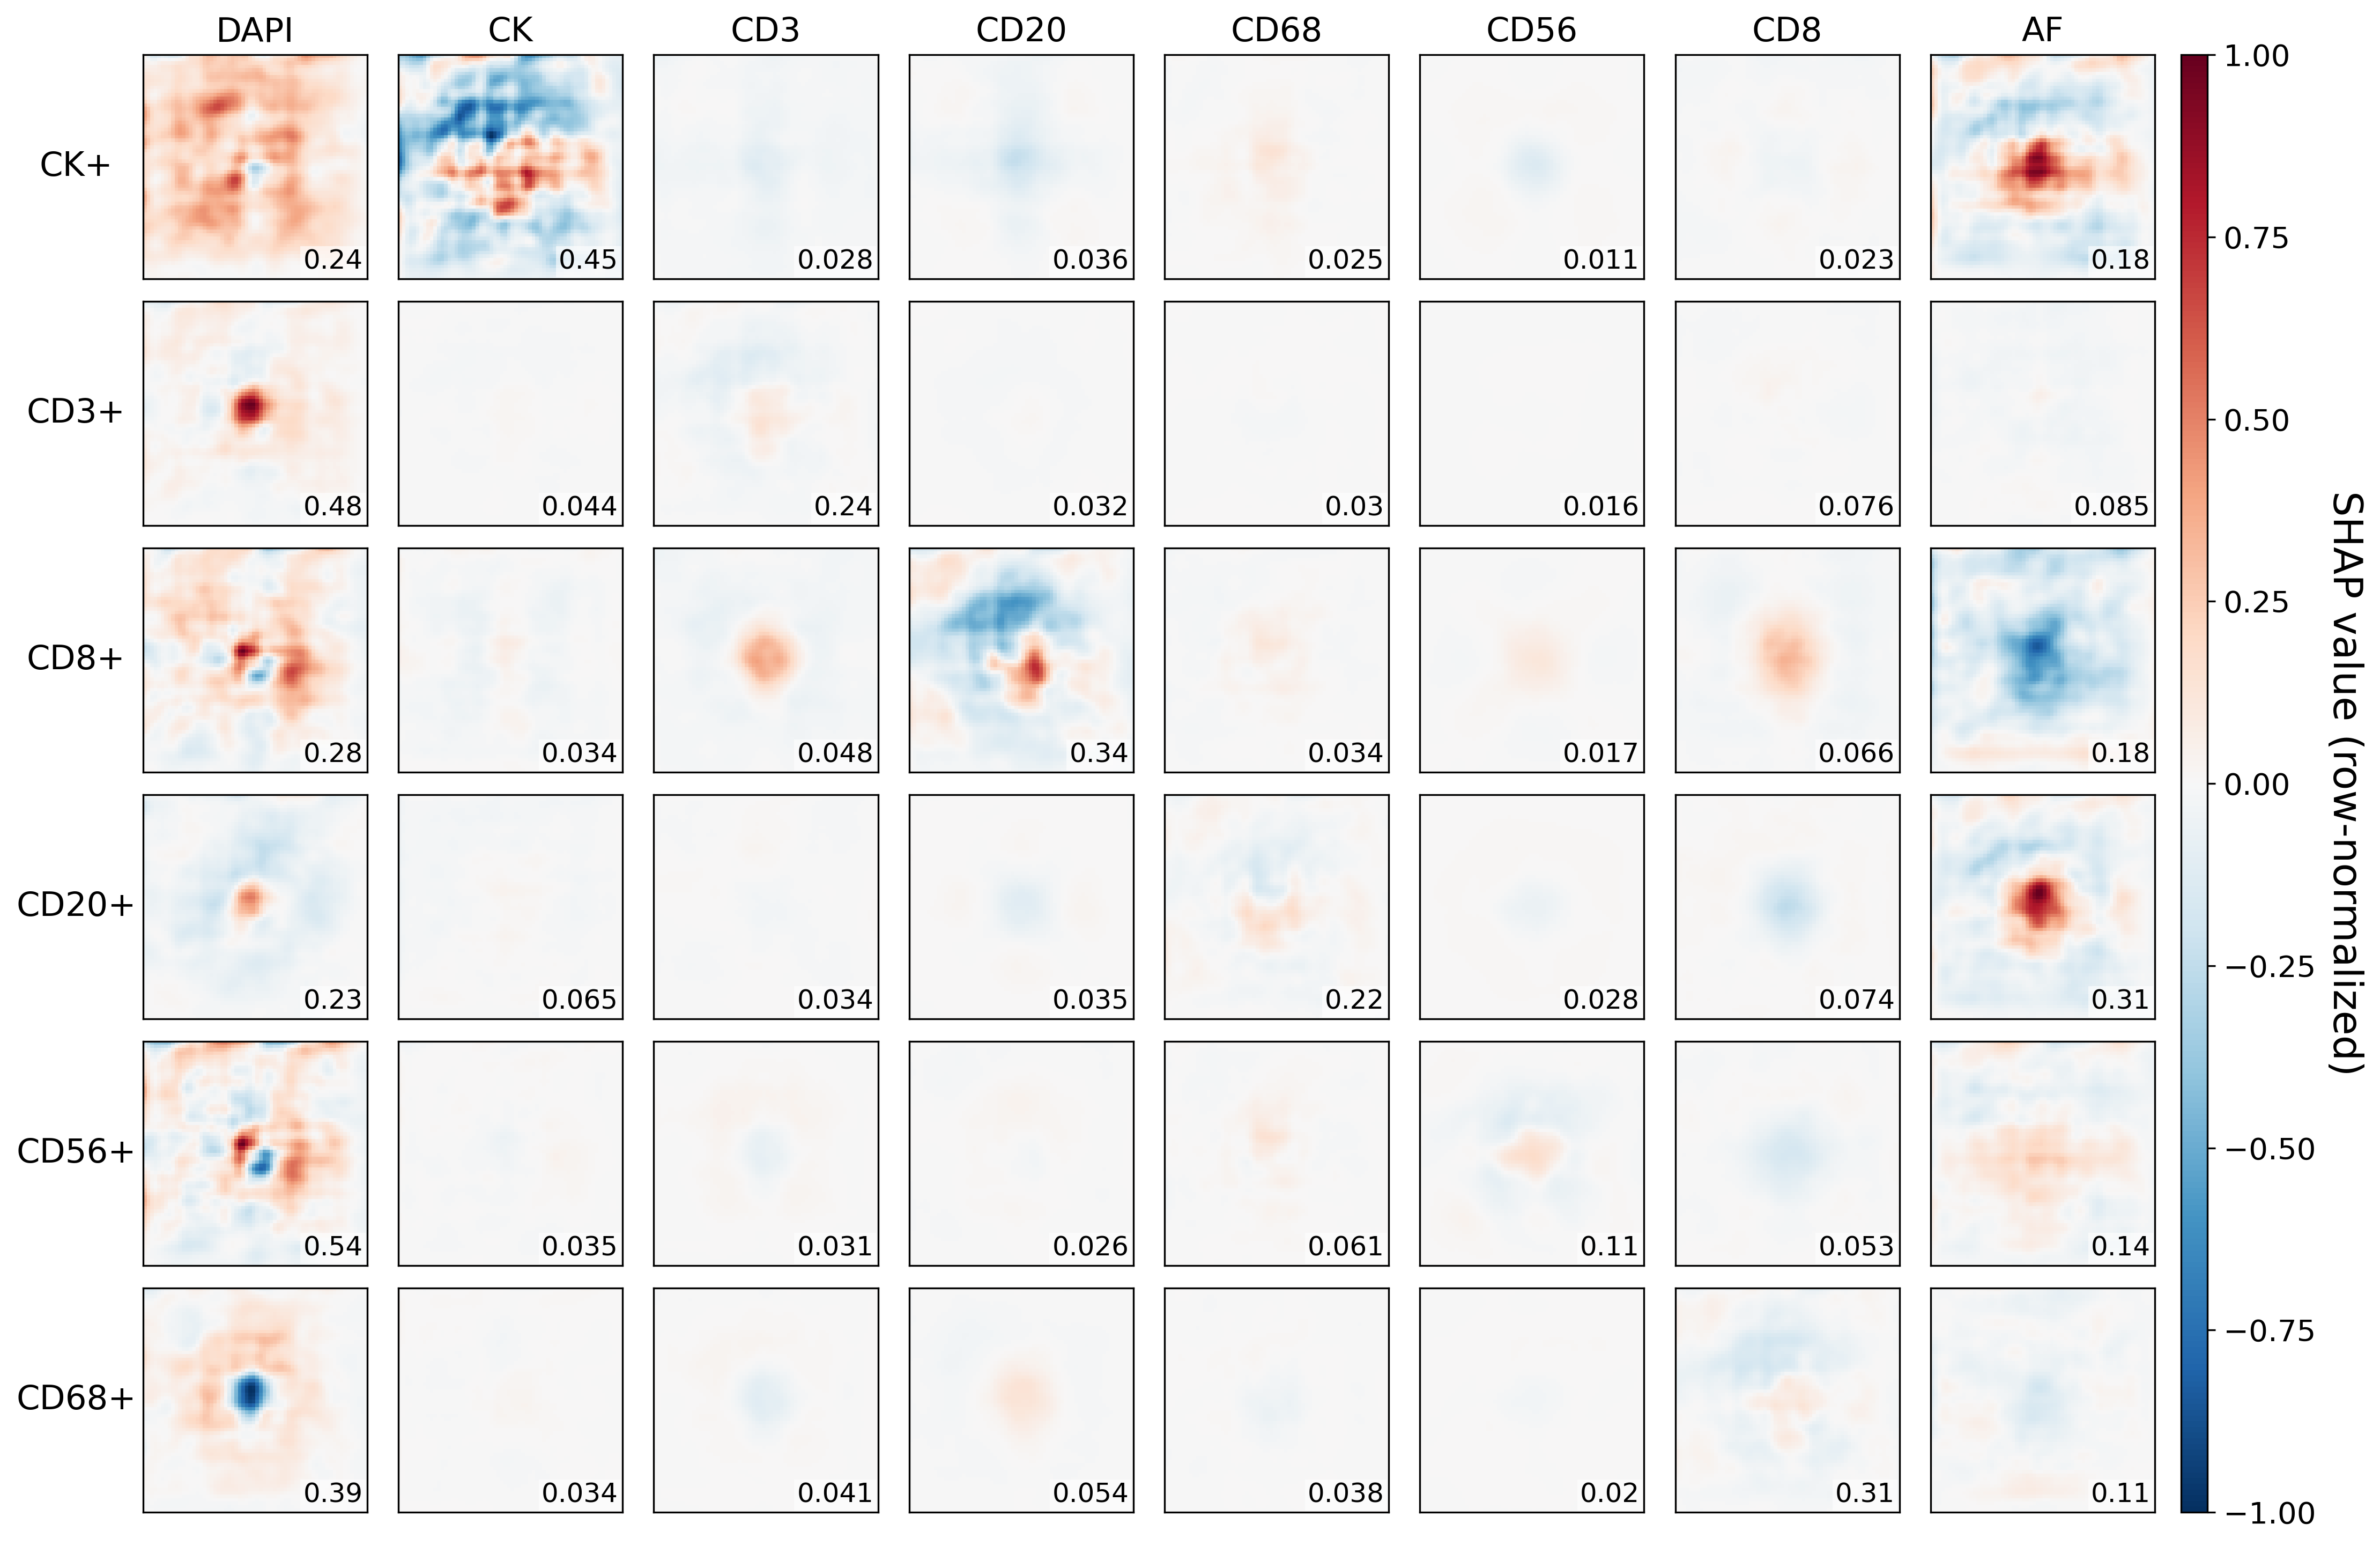 DAPI CK CD3 CD20 CD68 CD56 CD8 AF
CK+ 0.24 0.45 0.028 0.036 0.025 0.011 0.023 0.18
CD3+ 0.48 0.044 0.24 0.032 0.03 0.016 0.076 0.085
CD8+ 0.28 0.034 0.048 0.34 0.034 0.017 0.066 0.18
CD20+ 0.23 0.065 0.034 0.035 0.22 0.028 0.074 0.31
CD56+ 0.54 0.035 0.031 0.026 0.061 0.11 0.053 0.14
CD68+ 0.39 0.034 0.041 0.054 0.038 0.02 0.31 0.11
1.00
0.75
0.50
0.25
0.00
−0.25
−0.50
−0.75
−1.00
SHAP value (row-normalized)